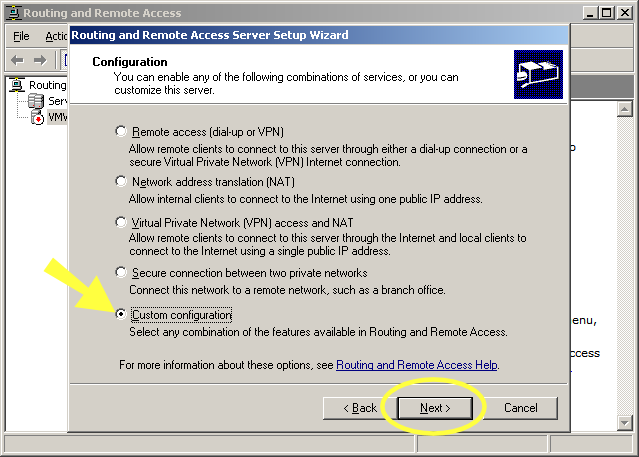 Routing and Remote Access
File
Routing and Remote Access Server Setup Wizard
Configuration
You can enable any of the following combinations of services, or you can
customize this server.
Remote access (dial-up or VPN)
Allow remote clients to connect to this server through either a dial-up connection or a
secure Virtual Private Network (VPN) Internet connection.
Network address translation (NAT)
Allow internal clients to connect to the Internet using one public IP address.
Virtual Private Network (VPN) access and NAT
Allow remote clients to connect to this server through the Internet and local clients to
connect to the Internet using a single public IP address.
Secure connection between two private networks
Connect this network to a remote network, such as a branch office.
Custom configuration
Select any combination of the features available in Routing and Remote Access.
For more information about these options, see Routing and Remote Access Help.
< Back
Next >
Cancel
Routing